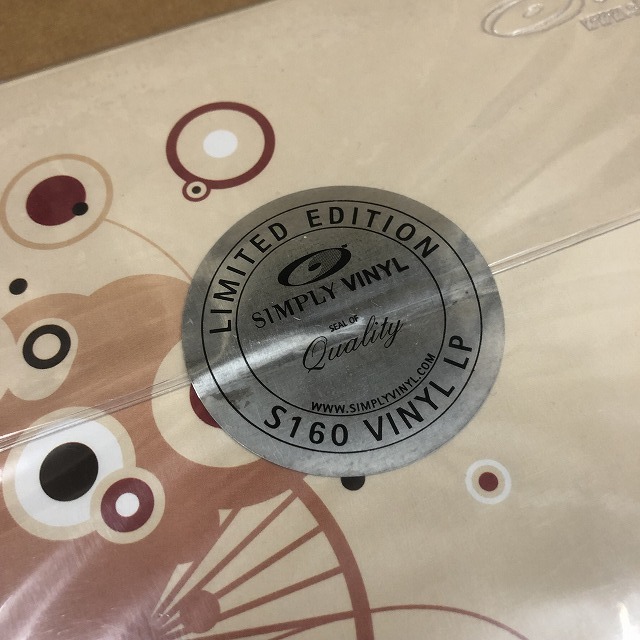 LIMITED EDITION
SIMPLY VINYL
SEAL OF
Quality
WWW.SIMPLYVINYL.COM
S160 VINYL LP